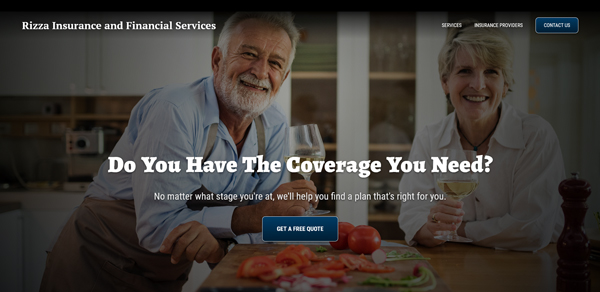 Rizza Insurance and Financial Services
SERVICES
INSURANCE PROVIDERS
CONTACT US
Do You Have The Coverage You Need?
No matter what stage you're at, we'll help you find a plan that's right for you.
GET A FREE QUOTE